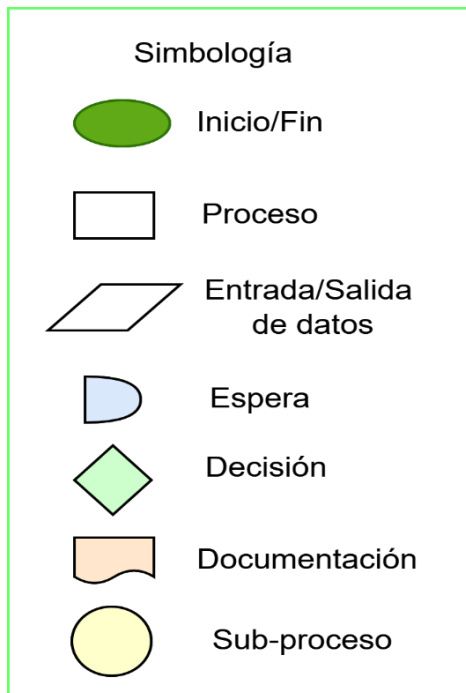 Simbología
Inicio/Fin
Proceso
Entrada/Salida
de datos
Espera
Decisión
Documentación
Sub-proceso